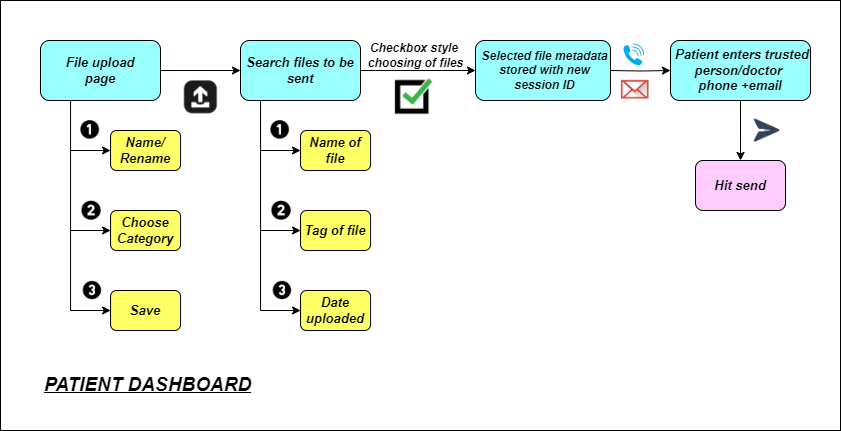 File upload
page
Search files to be
sent
Checkbox style
choosing of files
Selected file metadata
stored with new
session ID
Patient enters trusted
person/doctor
phone +email
1
Name/
Rename
2
Choose
Category
3
Save
1
Name of
file
2
Tag of file
3
Date
uploaded
Hit send
PATIENT DASHBOARD